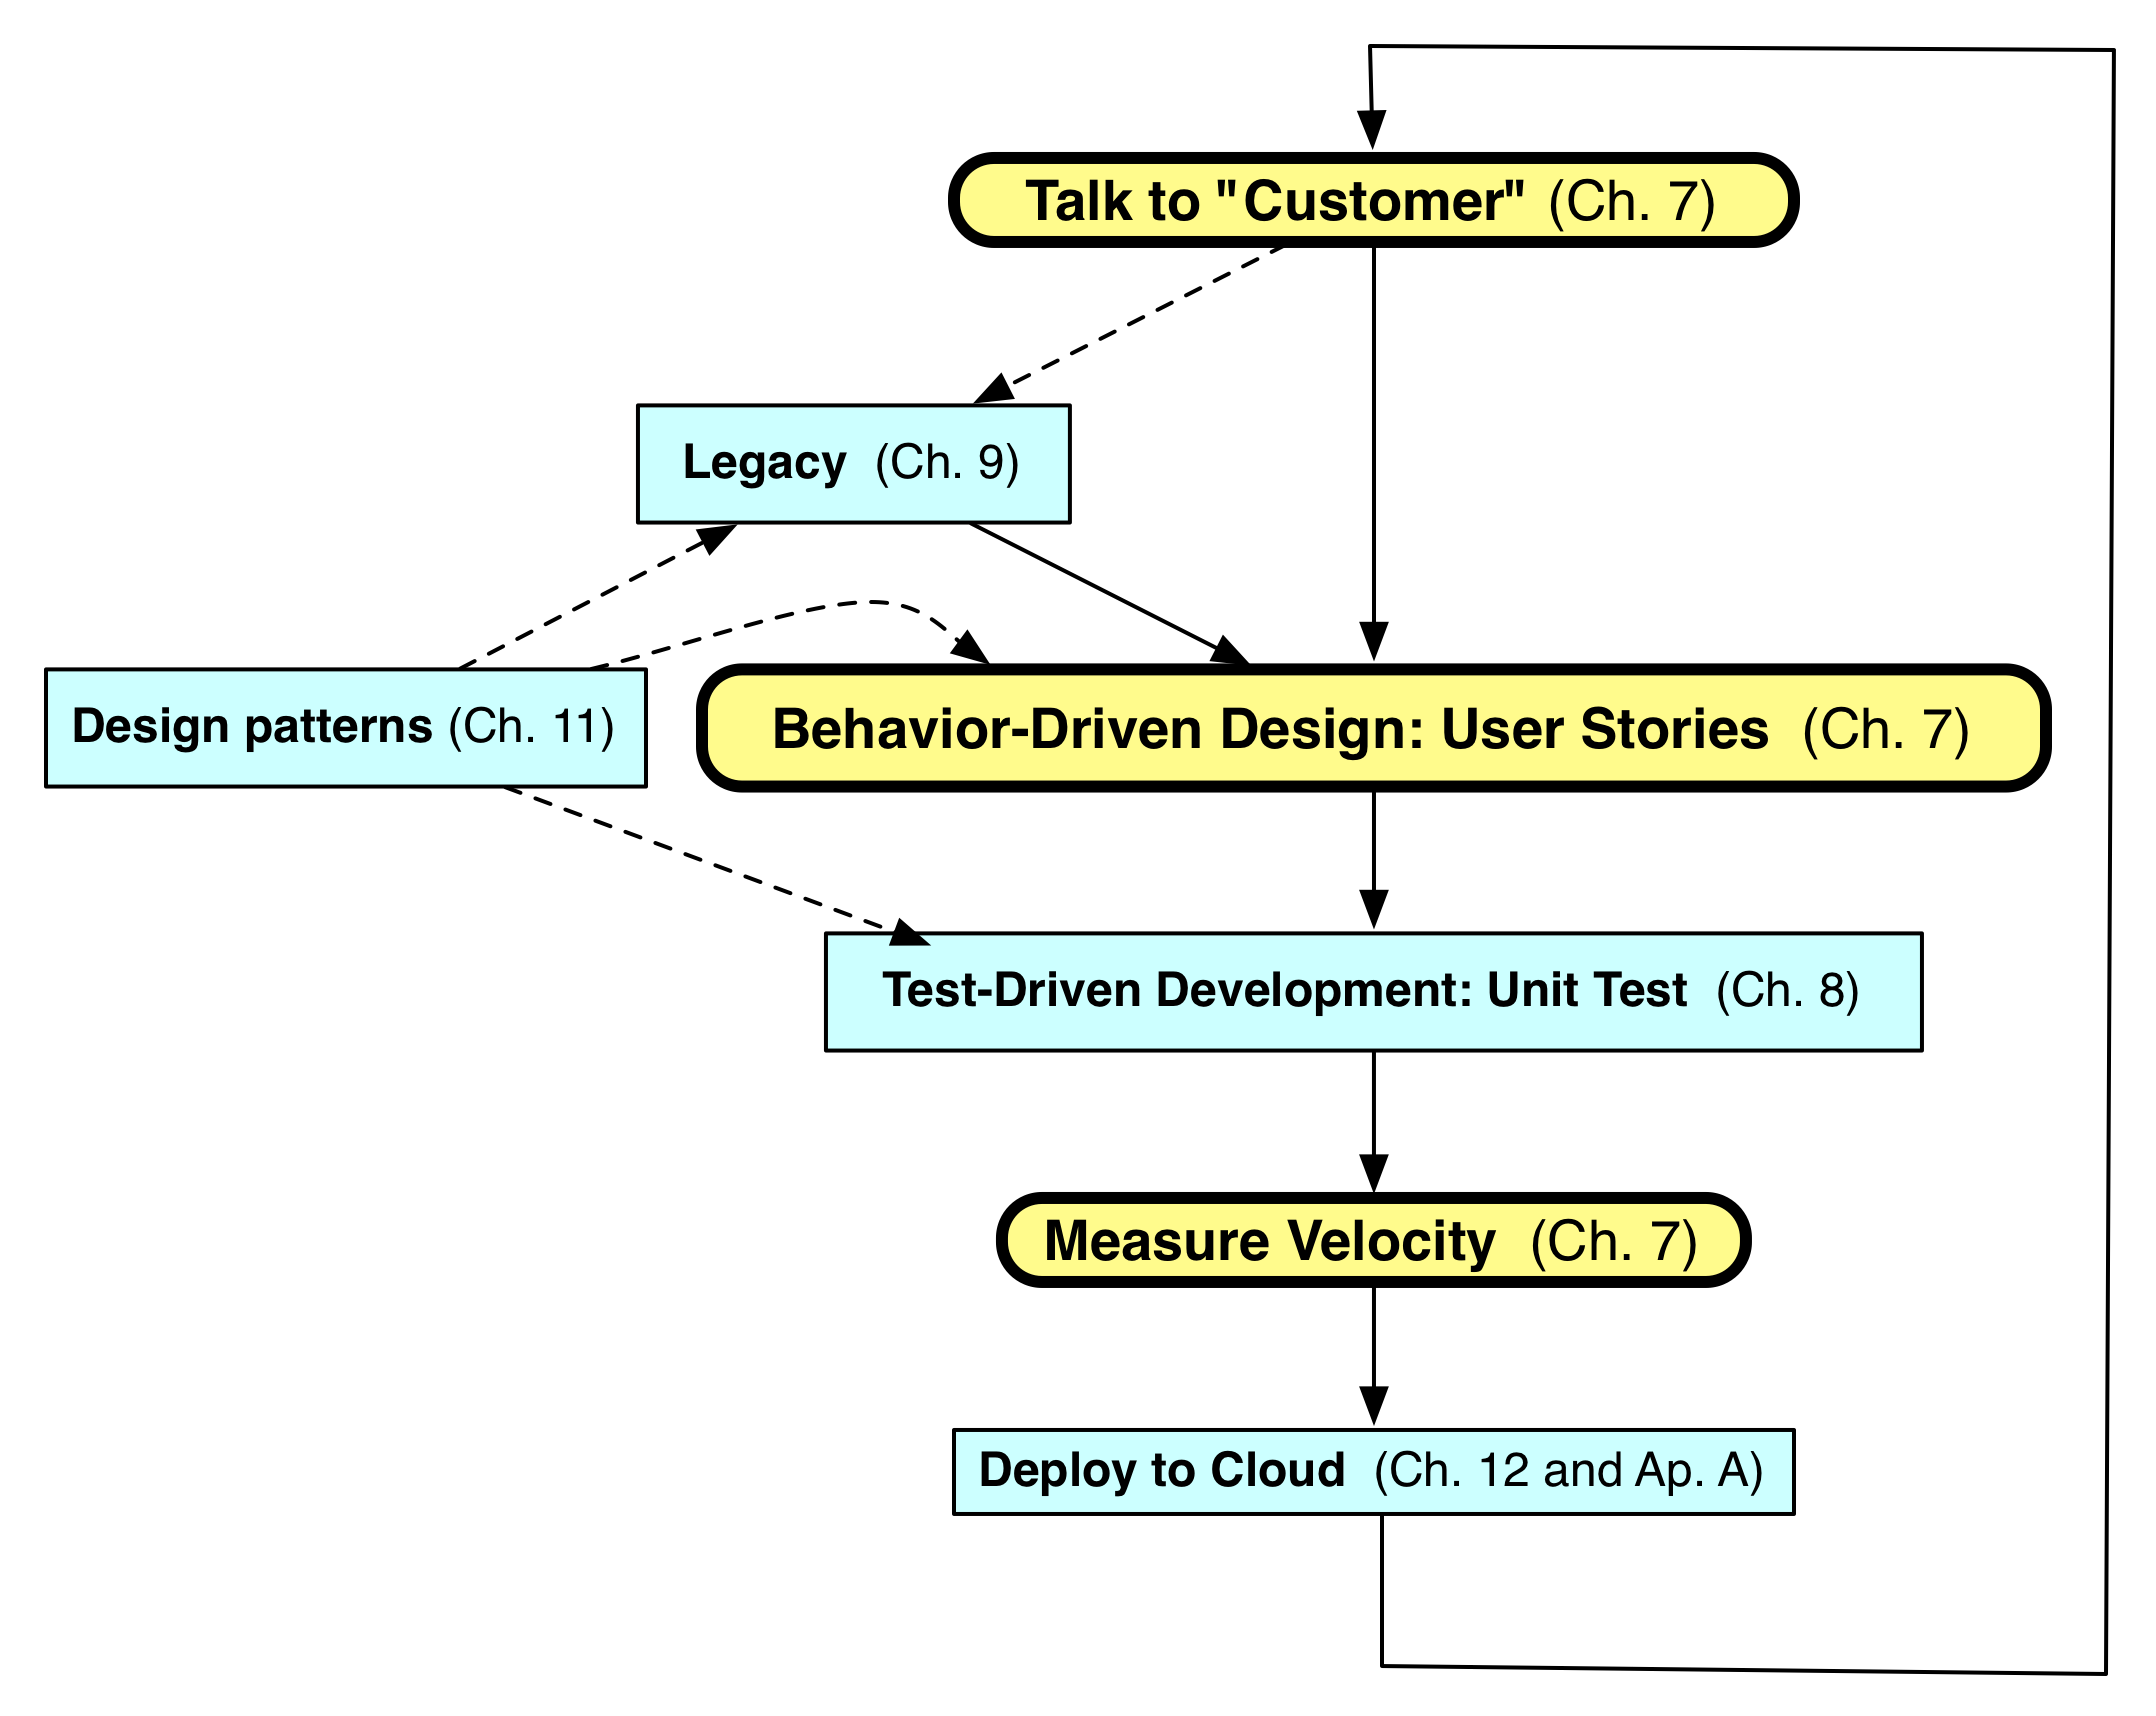 Talk to "Customer" (Ch. 7)
Legacy (Ch. 9)
Design patterns (Ch. 11)
Behavior-Driven Design: User Stories (Ch. 7)
Test-Driven Development: Unit Test (Ch. 8)
Measure Velocity (Ch. 7)
Deploy to Cloud (Ch. 12 and Ap. A)